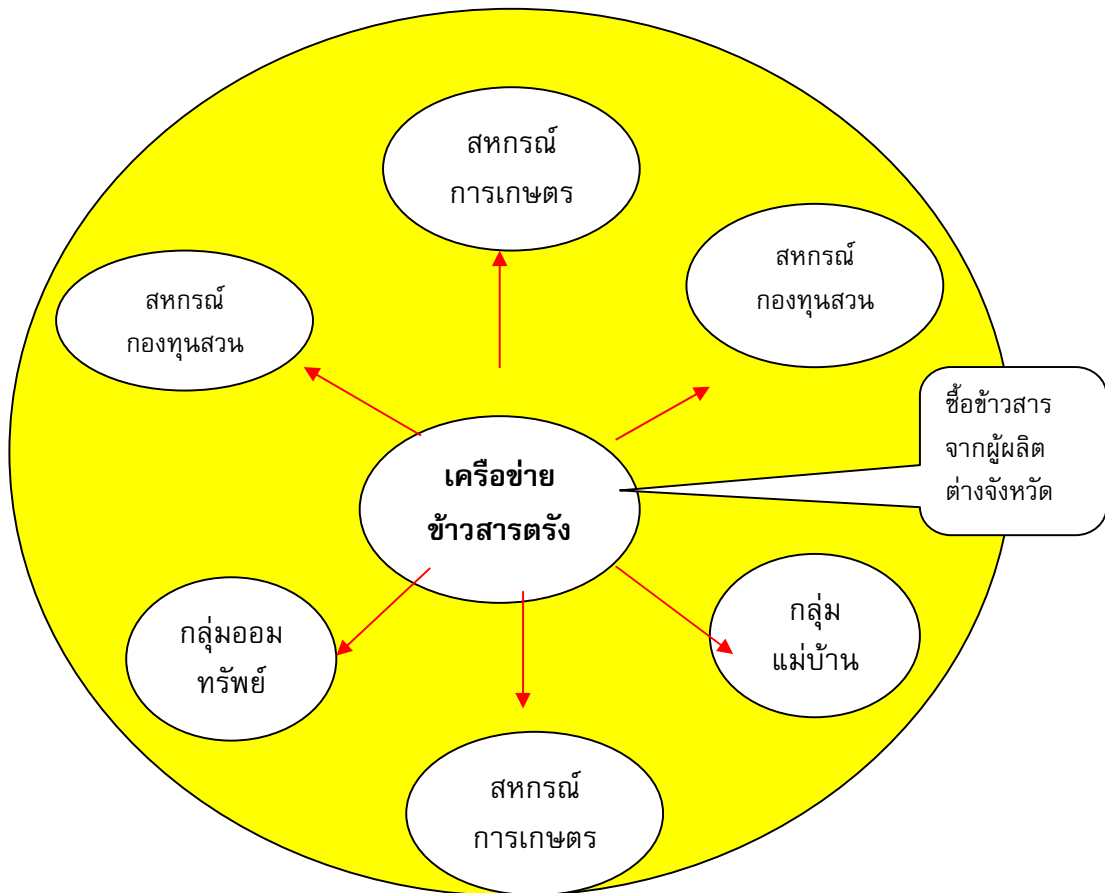 สหกรณ์
การเกษตร
สหกรณ์
กองทุนสวน
สหกรณ์
กองทุนสวน
ซื้อข้าวสาร
จากผู้ผลิต
ต่างจังหวัด
เครือข่าย
ข้าวสารตรัง
กลุ่มออม
ทรัพย์
กลุ่ม
แม่บ้าน
สหกรณ์
การเกษตร